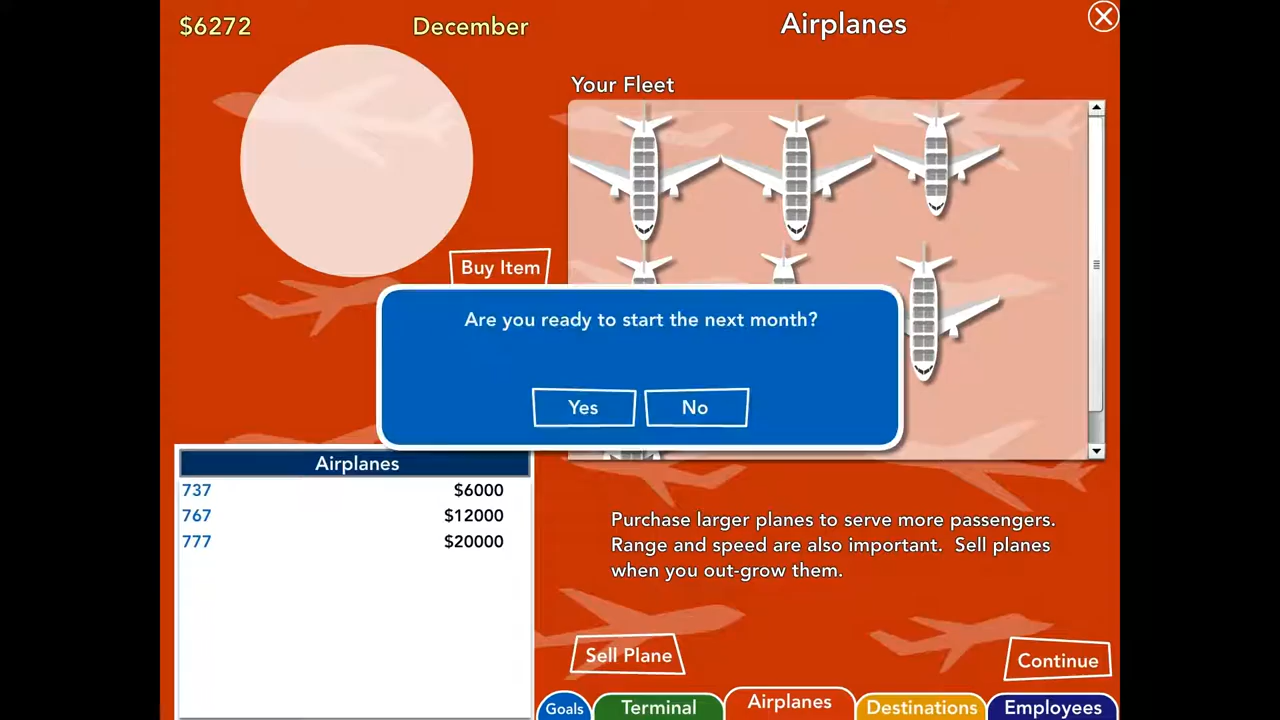 $6272
December
Airplanes
Your Fleet
Buy Item
Are you ready to start the next month?
Yes
No
Airplanes
737 $6000
767 $12000
777 $20000
Purchase larger planes to serve more passengers.
Range and speed are also important. Sell planes
when you out-grow them.
Sell Plane
Continue
Goals
Terminal
Airplanes
Destinations
Employees